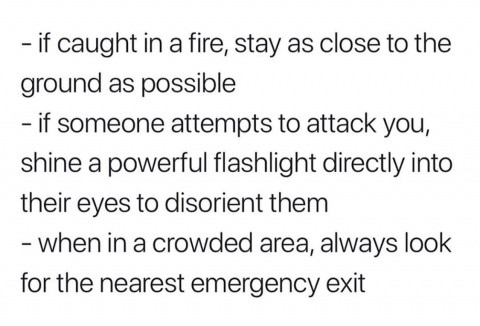 - if caught in a fire, stay as close to the
ground as possible
- if someone attempts to attack you,
shine a powerful flashlight directly into
their eyes to disorient them
- when in a crowded area, always look
for the nearest emergency exit